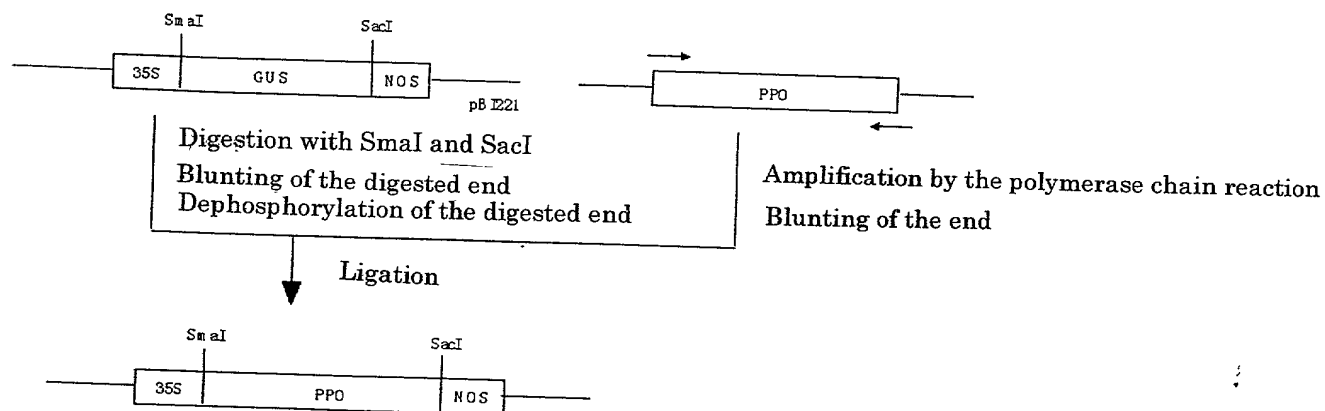 SmaI
SacI
35S
GUS
NOS
pBI221
PPO
Digestion with SmaI and SacI
Blunting of the digested end
Dephosphorylation of the digested end
Amplification by the polymerase chain reaction
Blunting of the end
Ligation
SmaI
SacI
35S
PPO
NOS